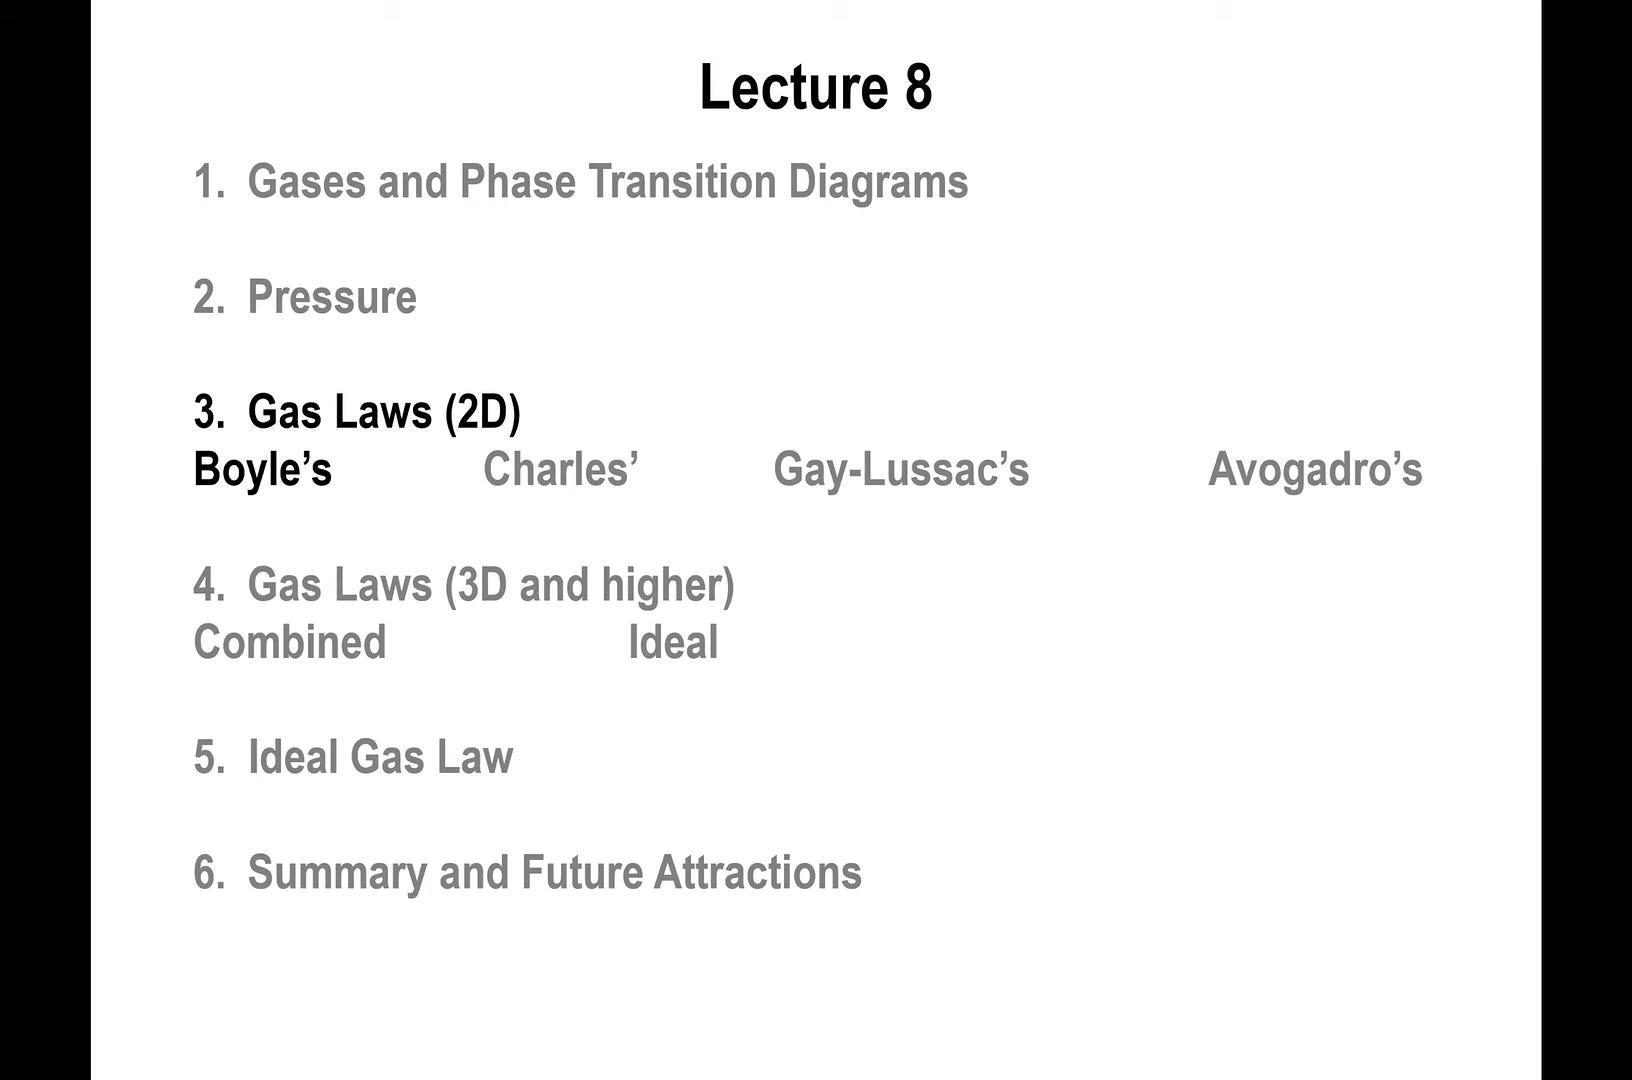 Lecture 8
1. Gases and Phase Transition Diagrams
2. Pressure
3. Gas Laws (2D)
Boyle’s Charles’ Gay-Lussac’s Avogadro’s
4. Gas Laws (3D and higher)
Combined Ideal
5. Ideal Gas Law
6. Summary and Future Attractions